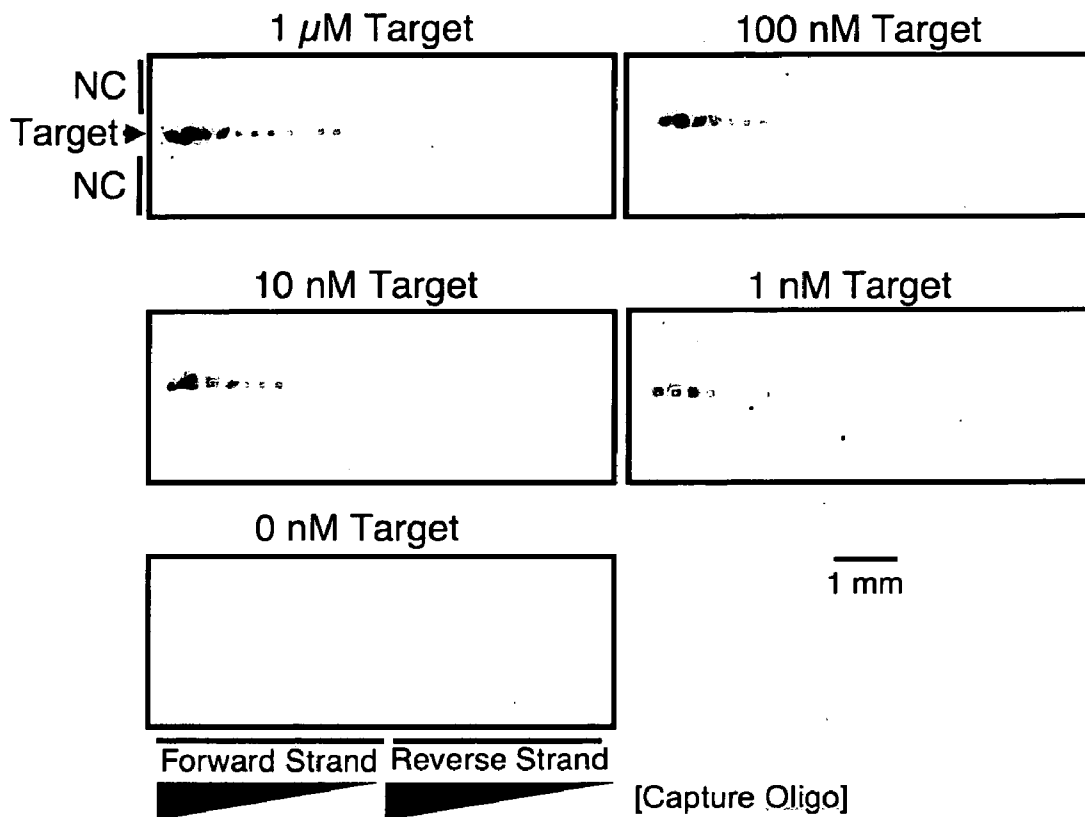 1 µM Target
100 nM Target
NC
Target
NC
10 nM Target
1 nM Target
0 nM Target
1 mm
Forward Strand
Reverse Strand
[Capture Oligo]